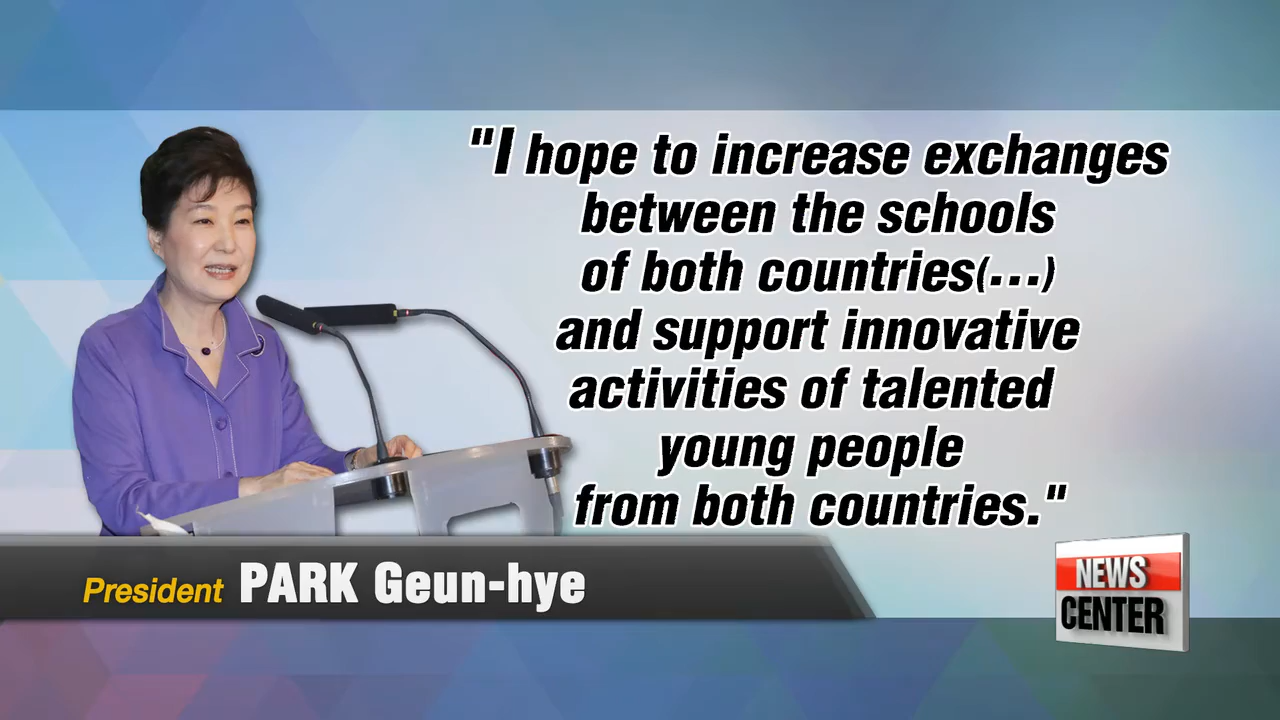 "I hope to increase exchanges
between the schools
of both countries(...)
and support innovative
activities of talented
young people
from both countries."
President PARK Geun-hye
NEWS
CENTER